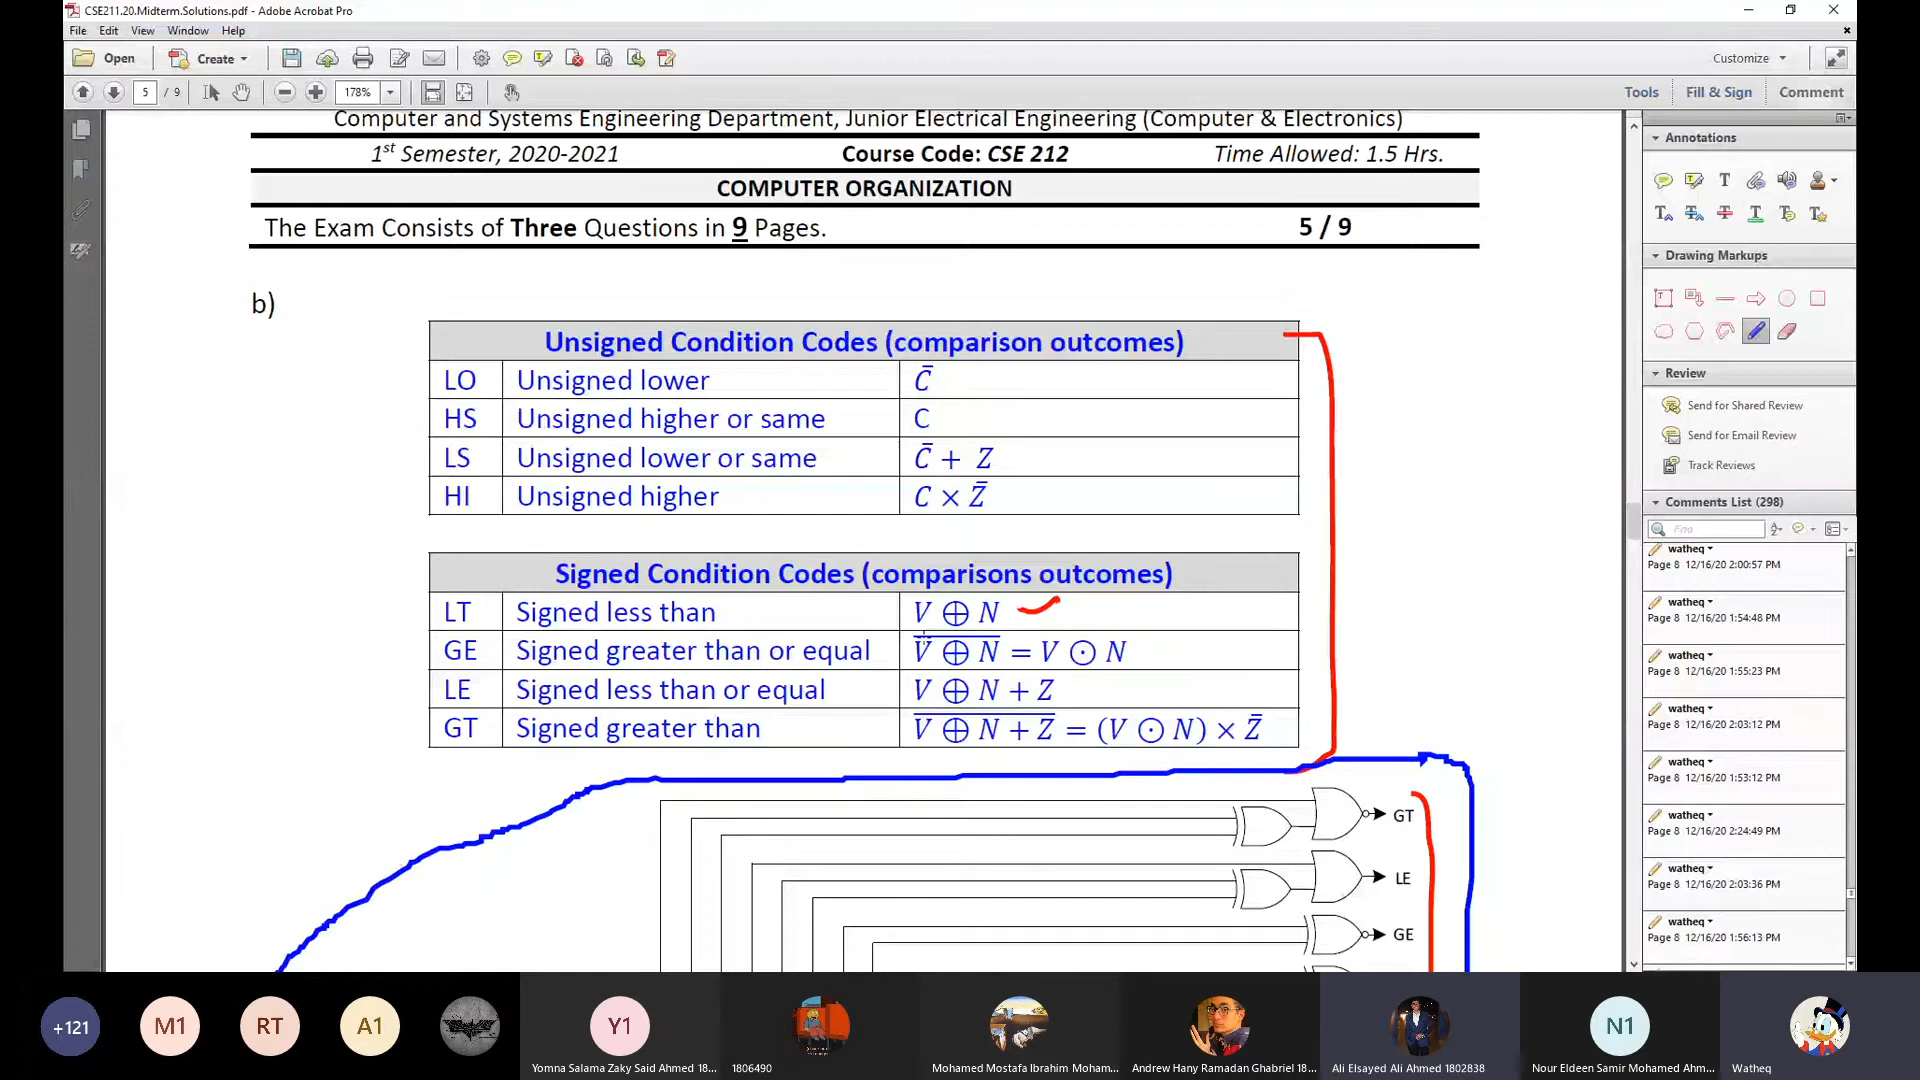 CSE211.20.Midterm.Solutions.pdf - Adobe Acrobat Pro
File Edit View Window Help
Open Create Customize
5 / 9 178% Tools Fill & Sign Comment
Computer and Systems Engineering Department, Junior Electrical Engineering (Computer & Electronics)
1st Semester, 2020-2021 Course Code: CSE 212 Time Allowed: 1.5 Hrs.
COMPUTER ORGANIZATION
The Exam Consists of Three Questions in 9 Pages. 5 / 9
b)
Unsigned Condition Codes (comparison outcomes)
LO Unsigned lower C̄
HS Unsigned higher or same C
LS Unsigned lower or same C̄ + Z
HI Unsigned higher C × Z̄
Signed Condition Codes (comparisons outcomes)
LT Signed less than V ⊕ N
GE Signed greater than or equal V̅ ̅⊕̅ ̅N̅ = V ⊙ N
LE Signed less than or equal V ⊕ N + Z
GT Signed greater than V̅ ̅⊕̅ ̅N̅ ̅+̅ ̅Z̅ = (V ⊙ N) × Z̄
GT
LE
GE
Annotations
Drawing Markups
Review
Send for Shared Review
Send for Email Review
Track Reviews
Comments List (298)
Find
watheq
Page 8 12/16/20 2:00:57 PM
watheq
Page 8 12/16/20 1:54:48 PM
watheq
Page 8 12/16/20 1:55:23 PM
watheq
Page 8 12/16/20 2:03:12 PM
watheq
Page 8 12/16/20 1:53:12 PM
watheq
Page 8 12/16/20 2:24:49 PM
watheq
Page 8 12/16/20 2:03:36 PM
watheq
Page 8 12/16/20 1:56:13 PM
+121 M1 RT A1 Y1 N1
Yomna Salama Zaky Said Ahmed 18... 1806490 Mohamed Mostafa Ibrahim Moham... Andrew Hany Ramadan Ghabriel 18... Ali Elsayed Ali Ahmed 1802838 Nour Eldeen Samir Mohamed Ahm... Watheq